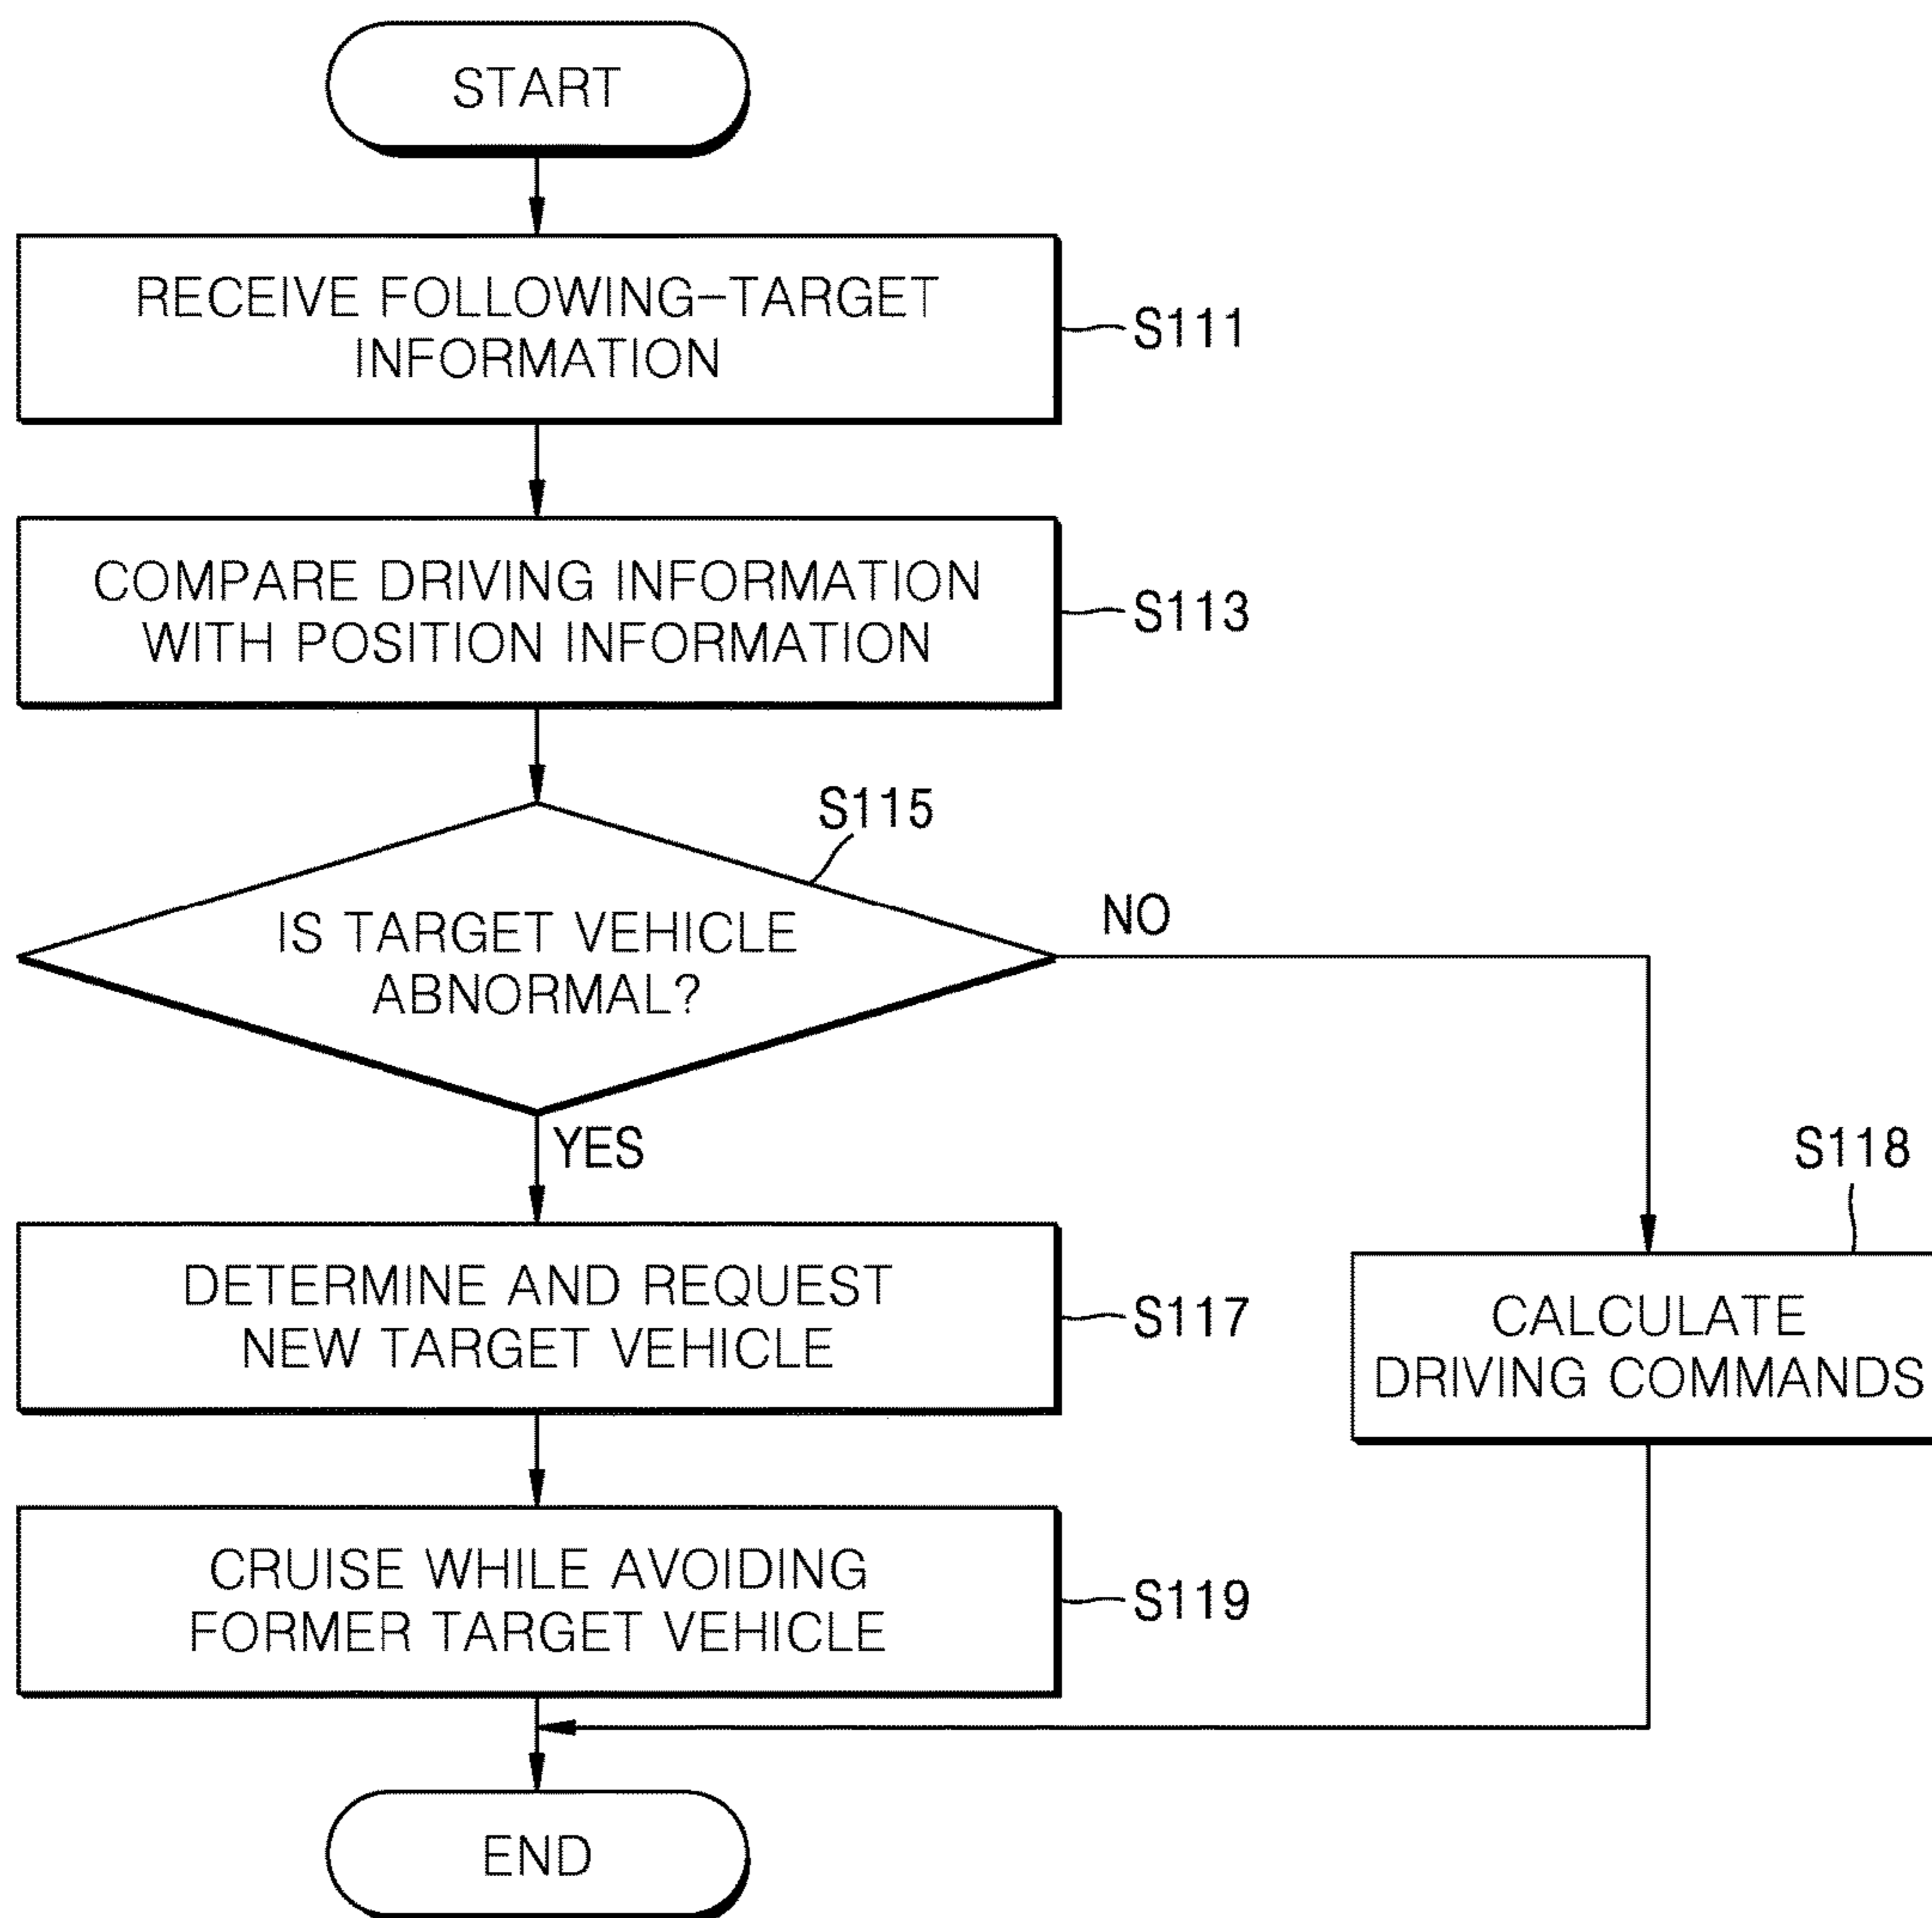 START
RECEIVE FOLLOWING-TARGET
INFORMATION
S111
COMPARE DRIVING INFORMATION
WITH POSITION INFORMATION
S113
S115
IS TARGET VEHICLE
ABNORMAL?
NO
YES
DETERMINE AND REQUEST
NEW TARGET VEHICLE
S117
S118
CALCULATE
DRIVING COMMANDS
CRUISE WHILE AVOIDING
FORMER TARGET VEHICLE
S119
END